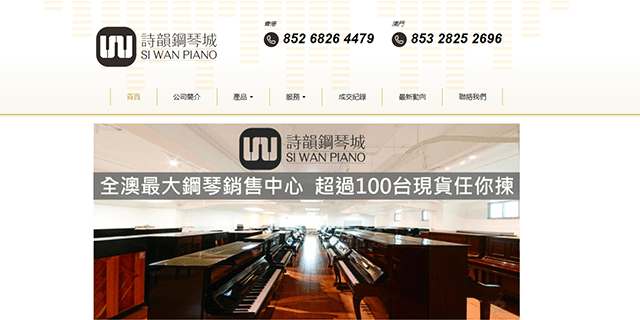 香港
澳門
詩韻鋼琴城
SI WAN PIANO
852 6826 4479
853 2825 2696
首頁
公司簡介
產品
服務
成交紀錄
最新動向
聯絡我們
詩韻鋼琴城
SI WAN PIANO
全澳最大鋼琴銷售中心 超過100台現貨任你揀